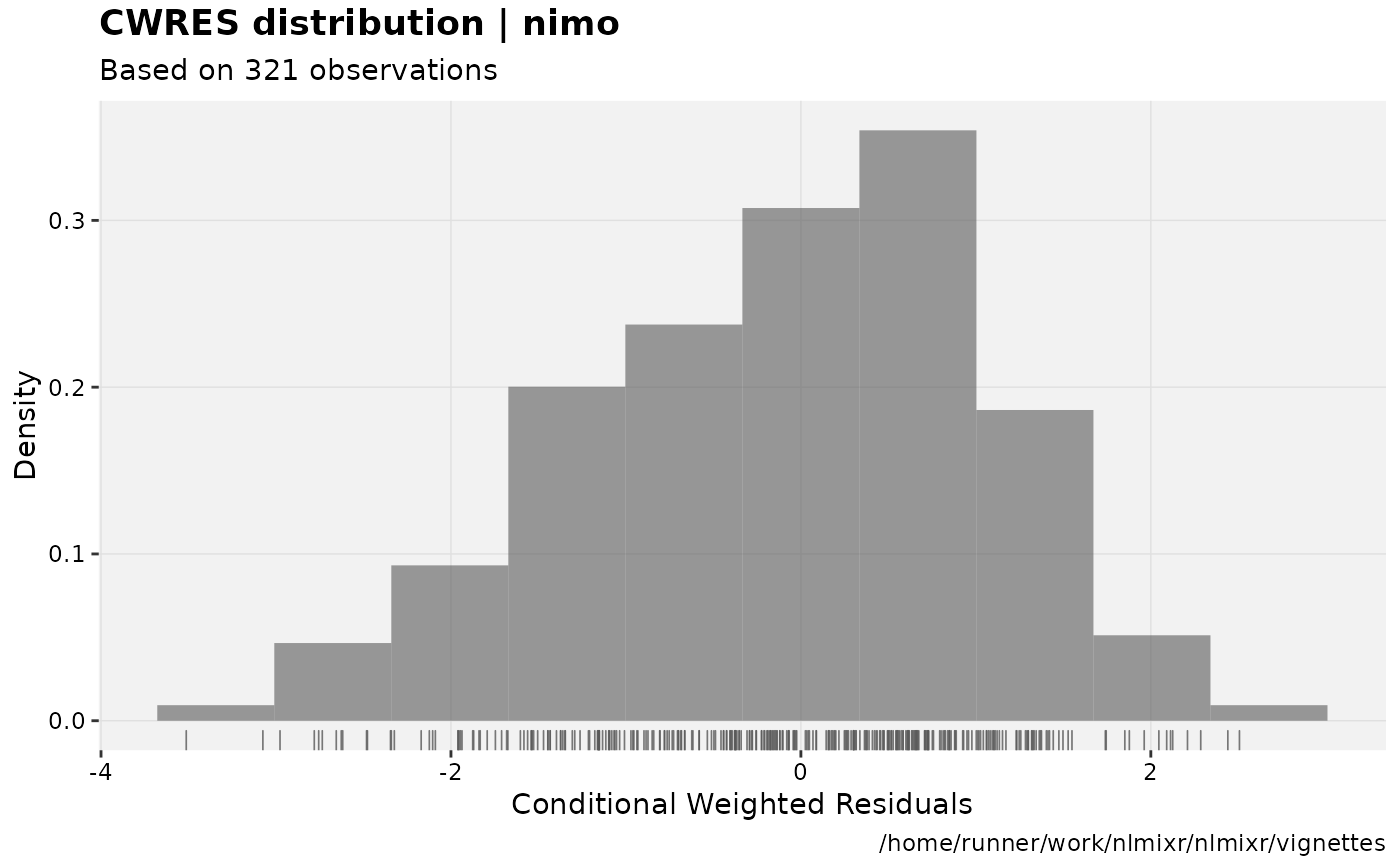 CWRES distribution | nimo
Based on 321 observations
Density
0.3
0.2
0.1
0.0
-4
-2
0
2
Conditional Weighted Residuals
/home/runner/work/nlmixr/nlmixr/vignettes